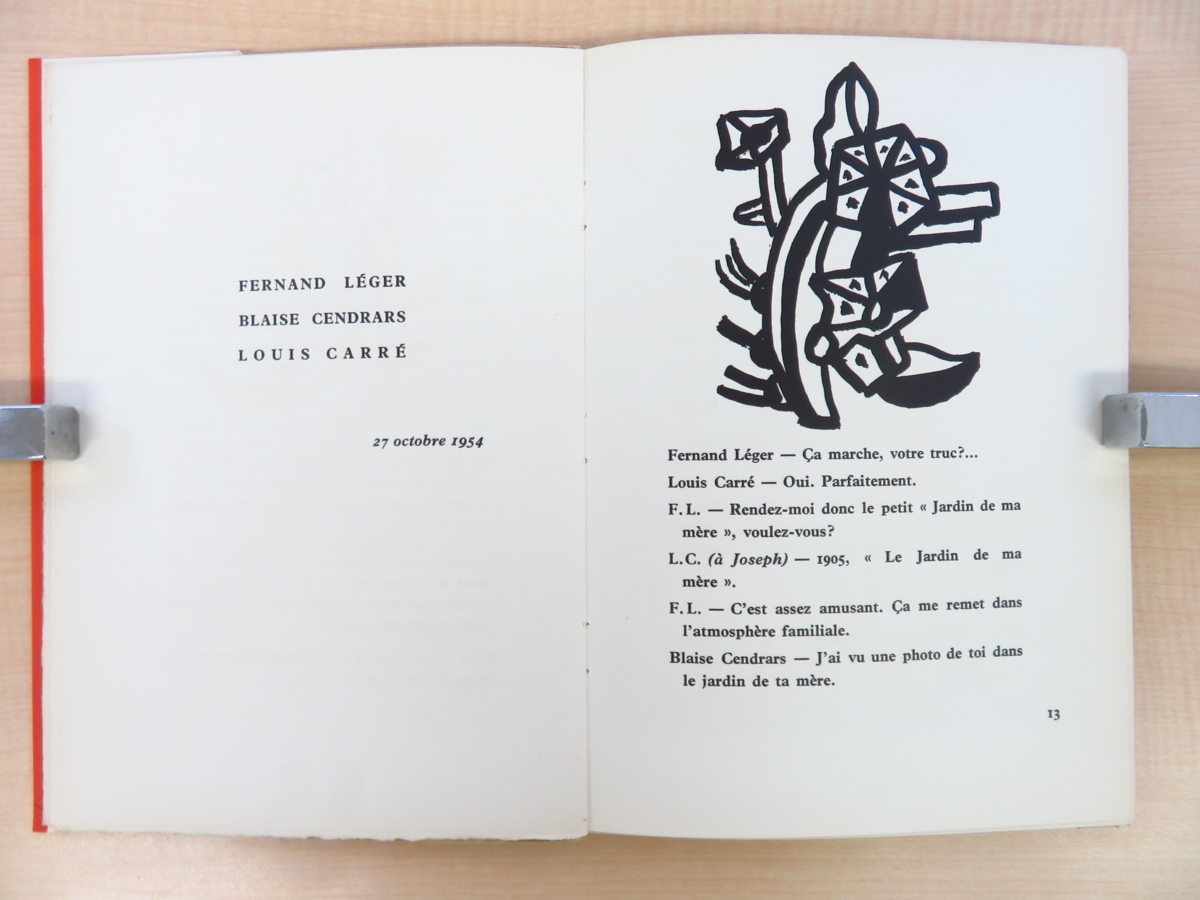 FERNAND LÉGER
BLAISE CENDRARS
LOUIS CARRÉ
27 octobre 1954
Fernand Léger — Ça marche, votre truc?...
Louis Carré — Oui. Parfaitement.
F. L. — Rendez-moi donc le petit « Jardin de ma
mère », voulez-vous?
L.C. (à Joseph) — 1905, « Le Jardin de ma
mère ».
F. L. — C'est assez amusant. Ça me remet dans
l'atmosphère familiale.
Blaise Cendrars — J'ai vu une photo de toi dans
le jardin de ta mère.
13